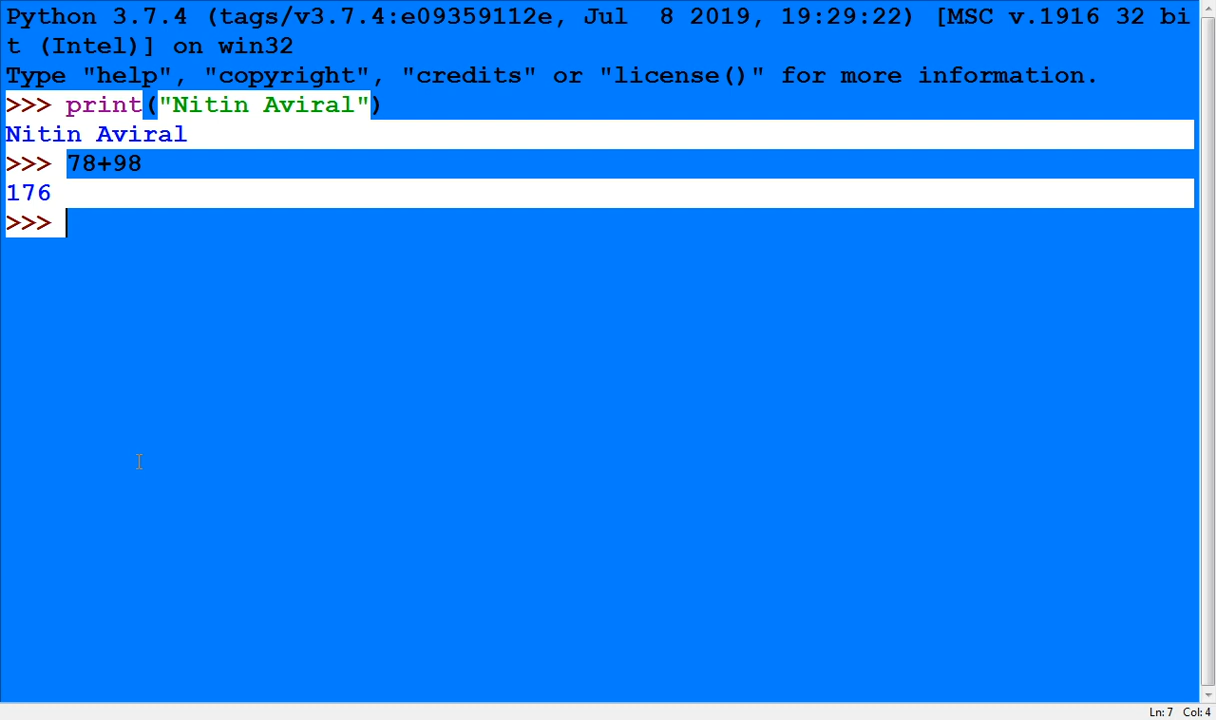 Python 3.7.4 (tags/v3.7.4:e09359112e, Jul  8 2019, 19:29:22) [MSC v.1916 32 bi
t (Intel)] on win32
Type "help", "copyright", "credits" or "license()" for more information.
>>> print("Nitin Aviral")
Nitin Aviral
>>> 78+98
176
>>>
Ln: 7 Col: 4